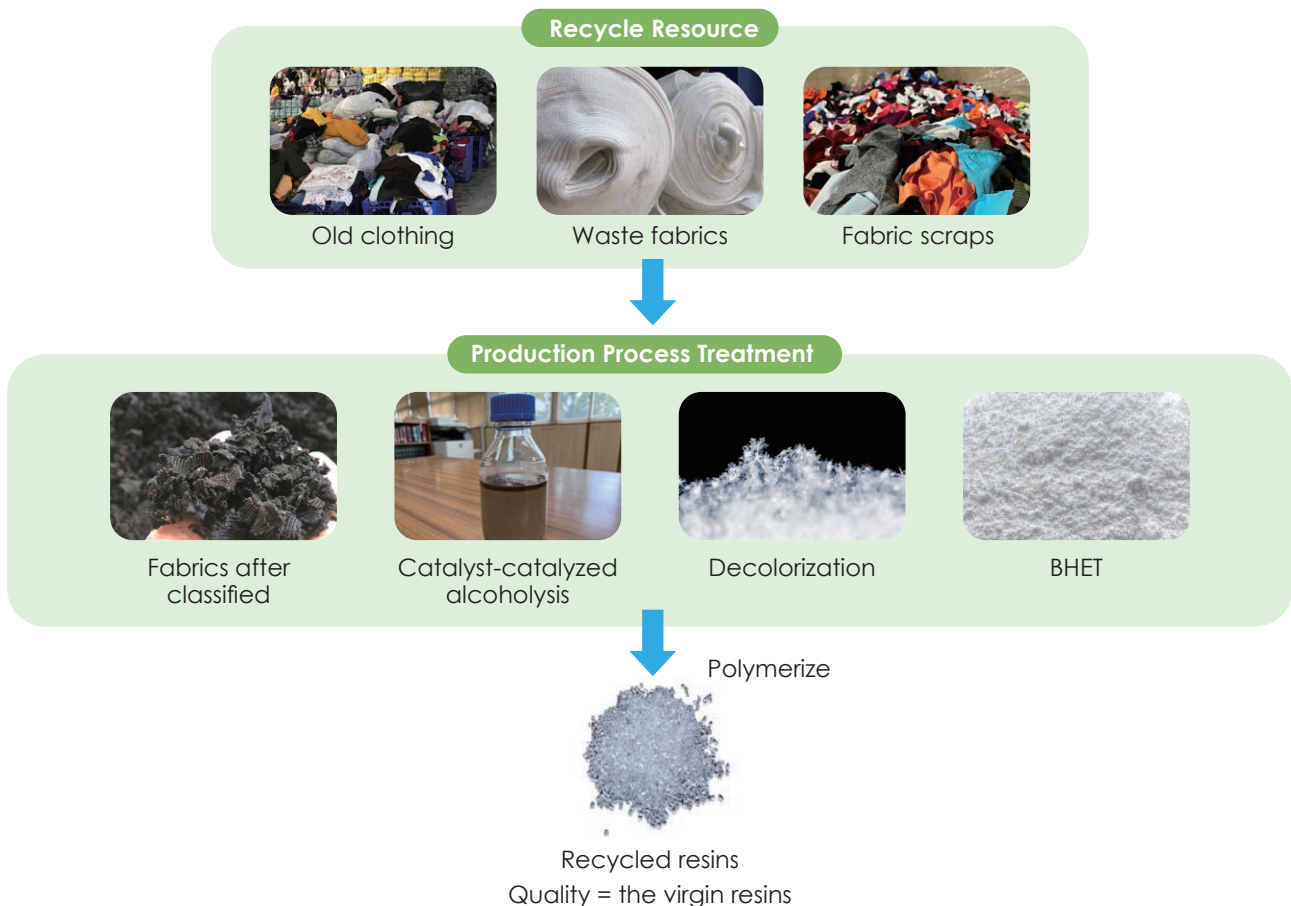 Recycle Resource
Old clothing
Waste fabrics
Fabric scraps
Production Process Treatment
Fabrics after
classified
Catalyst-catalyzed
alcoholysis
Decolorization
BHET
Polymerize
Recycled resins
Quality = the virgin resins